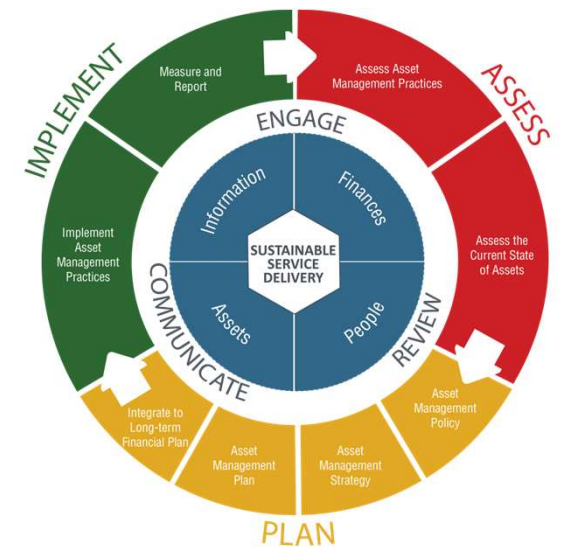 IMPLEMENT
ASSESS
PLAN
Measure and
Report
Assess Asset
Management Practices
Assess the
Current State
of Assets
Asset
Management
Policy
Asset
Management
Strategy
Asset
Management
Plan
Integrate to
Long-term
Financial Plan
Implement
Asset
Management
Practices
ENGAGE
REVIEW
COMMUNICATE
Information
Finances
People
Assets
SUSTAINABLE
SERVICE
DELIVERY